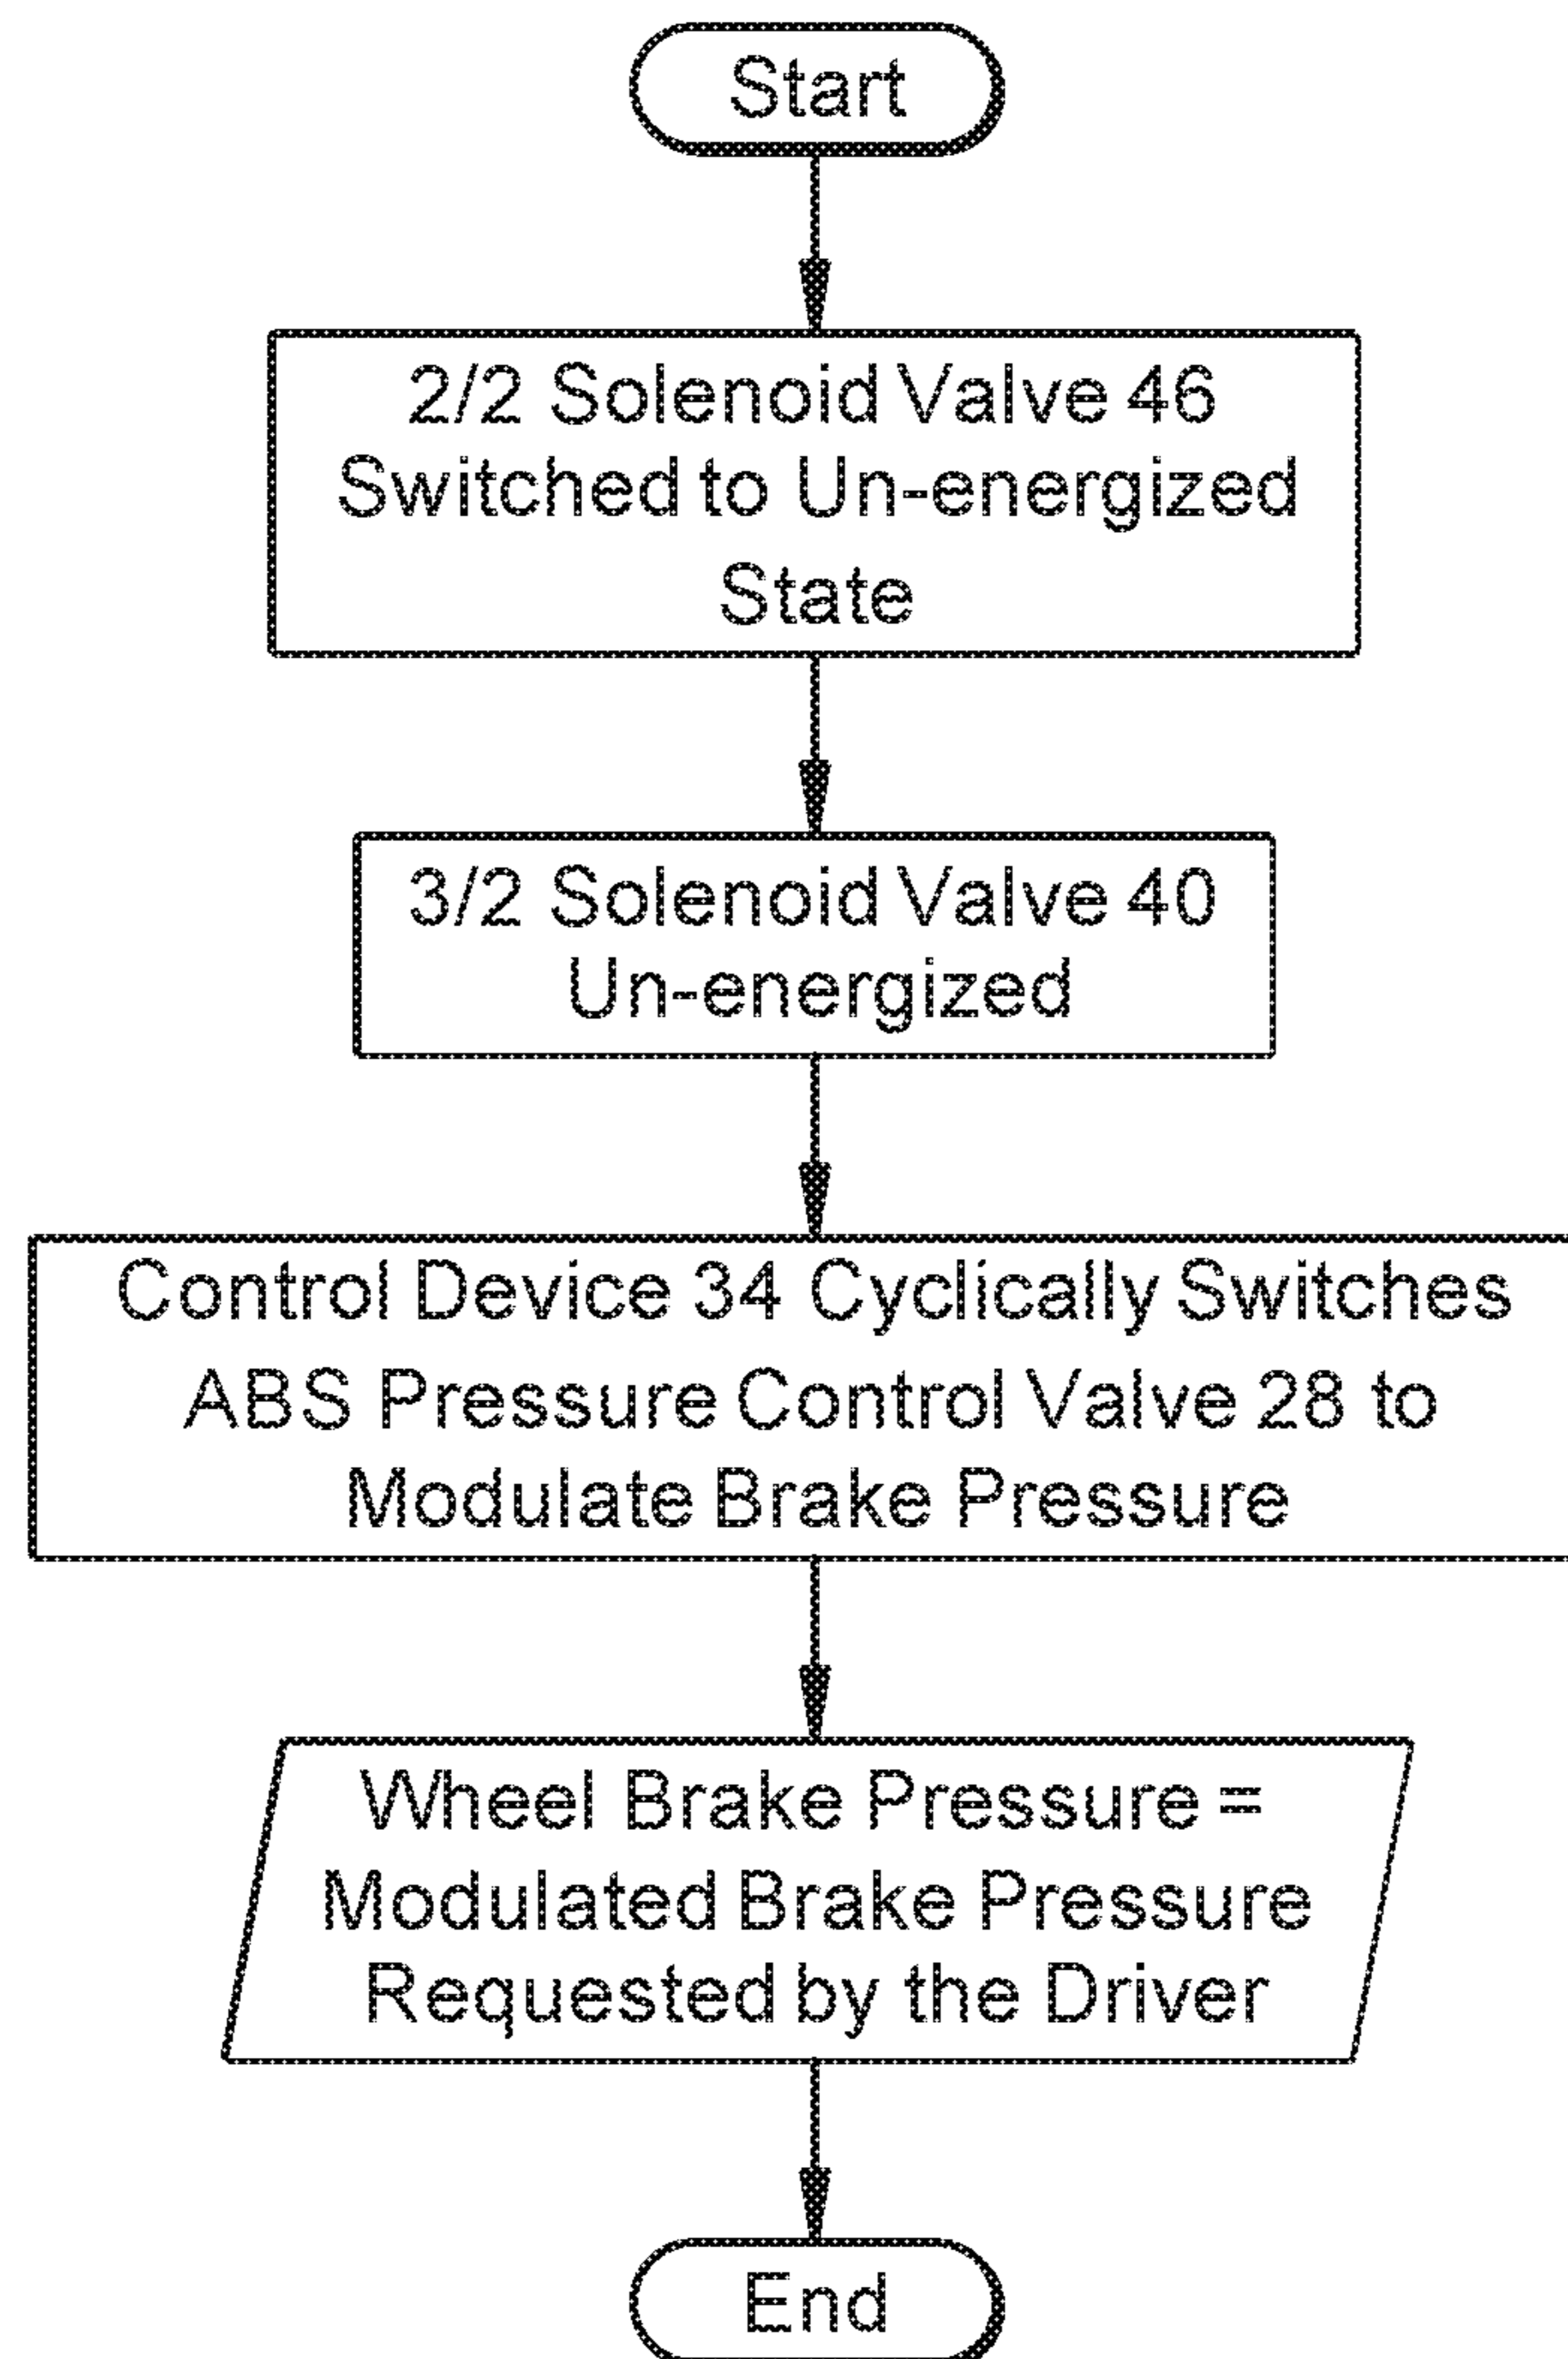 Start
2/2 Solenoid Valve 46
Switched to Un-energized
State
3/2 Solenoid Valve 40
Un-energized
Control Device 34 Cyclically Switches
ABS Pressure Control Valve 28 to
Modulate Brake Pressure
Wheel Brake Pressure =
Modulated Brake Pressure
Requested by the Driver
End